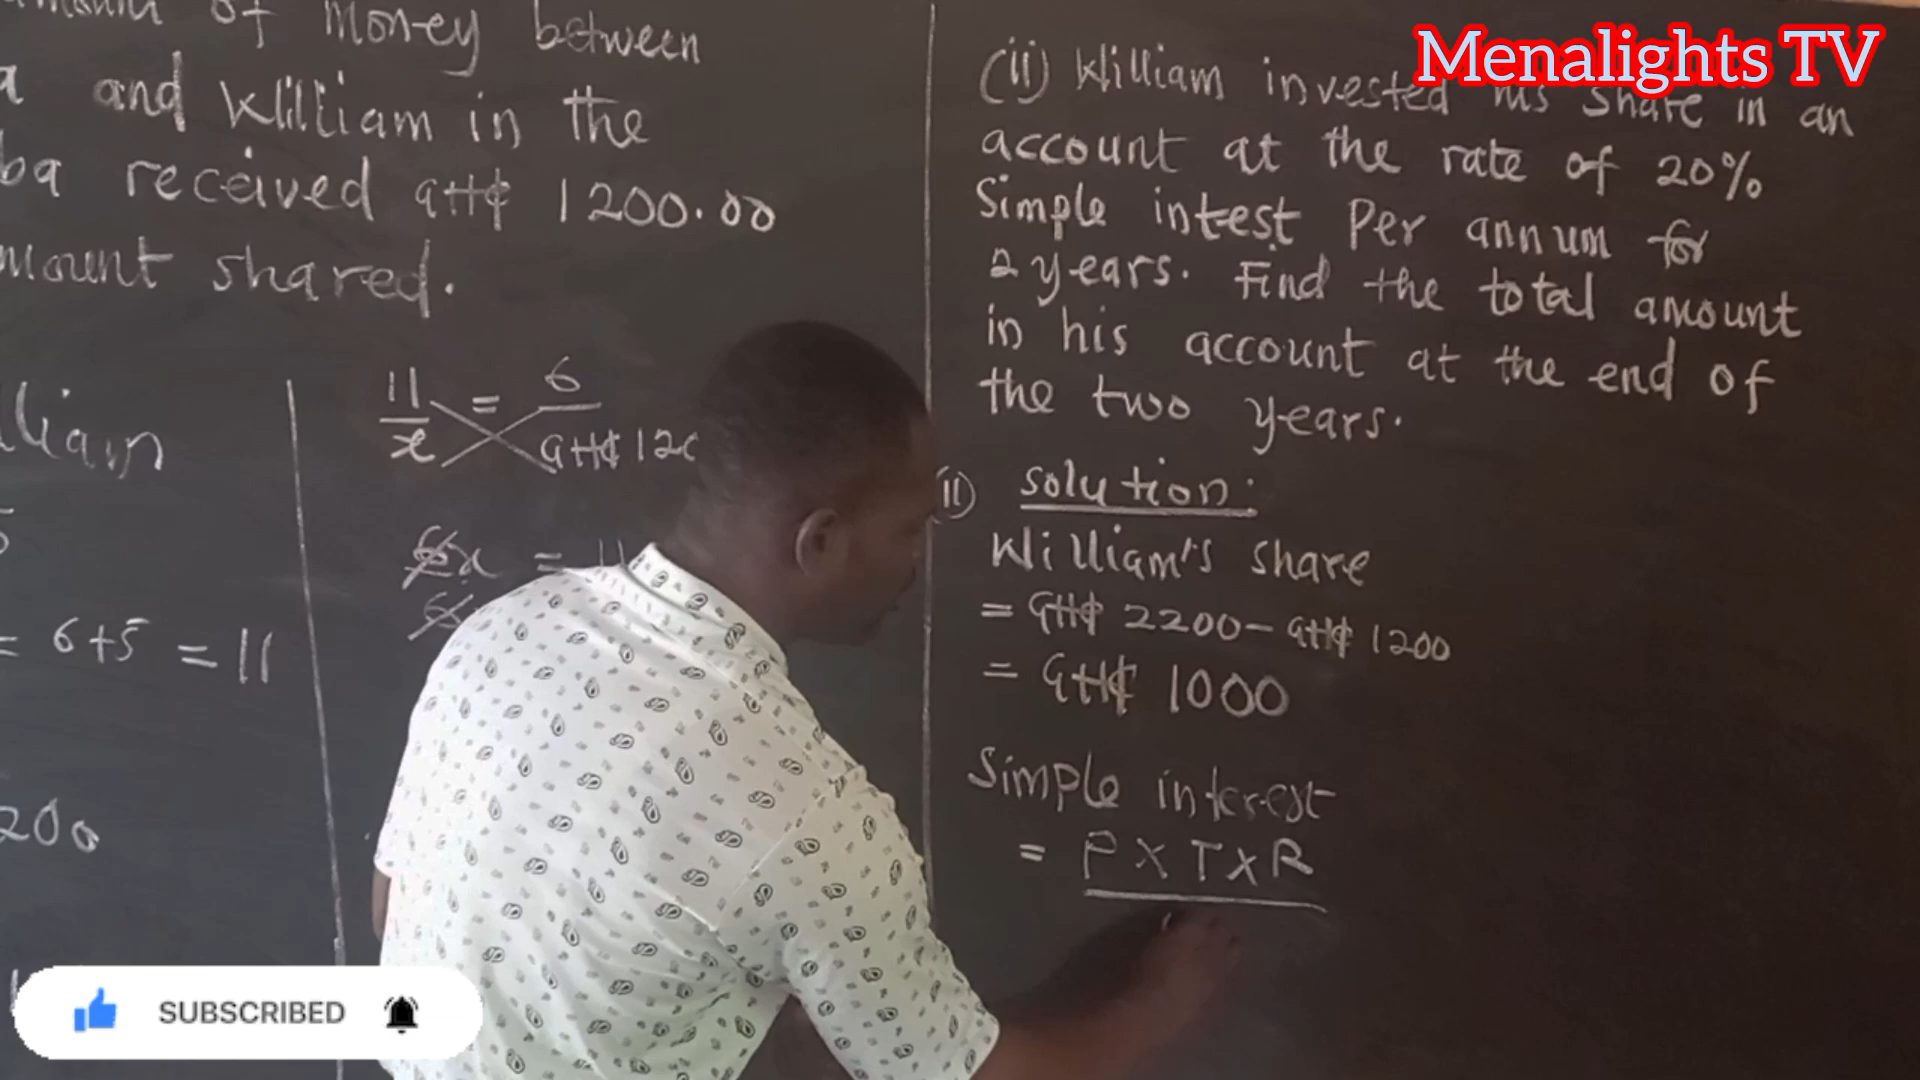 of money between
a and William in the
ba received GH₵ 1200.00
mount shared.
lliam
= 6+5 = 11
200
11 = 6
x GH₵ 120
6x = 11
Menalights TV
(ii) William invested his share in an
account at the rate of 20%
Simple intest Per annum for
2 years. Find the total amount
in his account at the end of
the two years.
(ii) solution:
William's share
= GH₵ 2200 - GH₵ 1200
= GH₵ 1000
Simple interest
= P X T X R
SUBSCRIBED